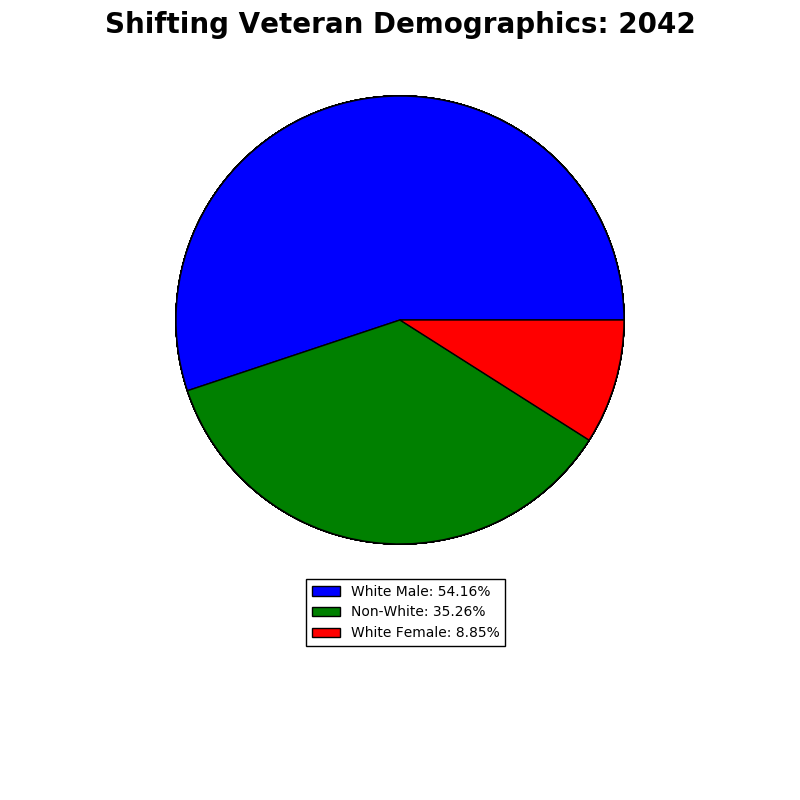 Shifting Veteran Demographics: 2042
White Male: 54.16%
Non-White: 35.26%
White Female: 8.85%